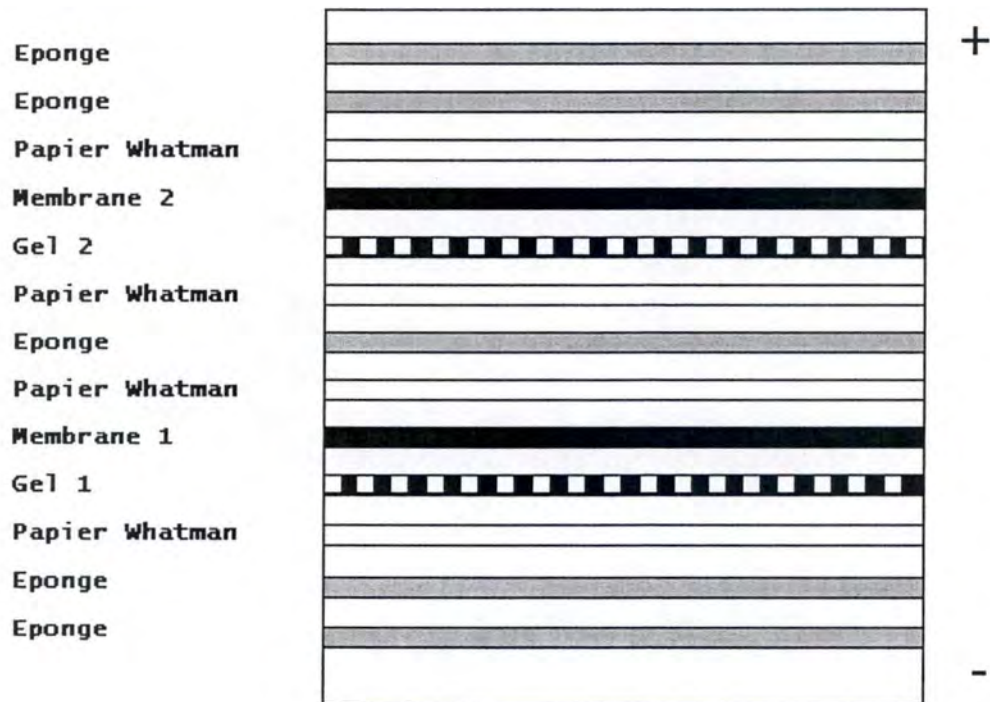 +
Eponge
Eponge
Papier Whatman
Membrane 2
Gel 2
Papier Whatman
Eponge
Papier Whatman
Membrane 1
Gel 1
Papier Whatman
Eponge
Eponge
-